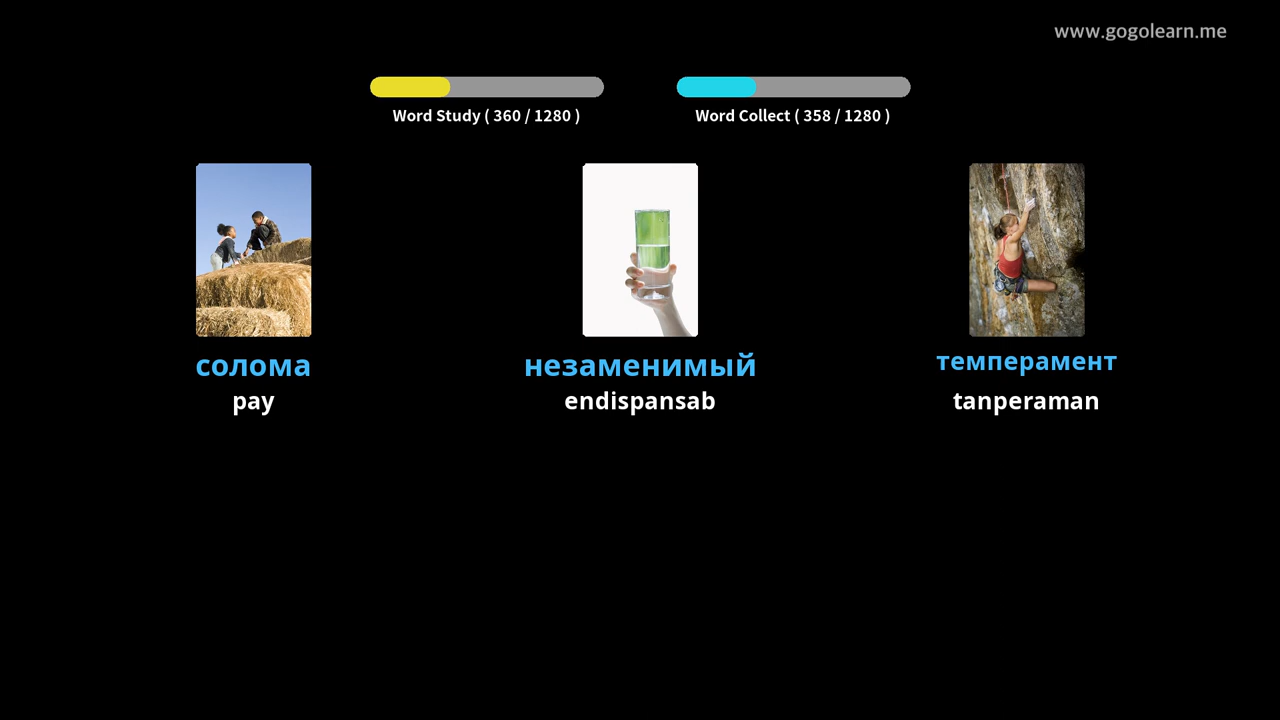 www.gogolearn.me
Word Study ( 360 / 1280 )
Word Collect ( 358 / 1280 )
солома
pay
незаменимый
endispansab
темперамент
tanperaman